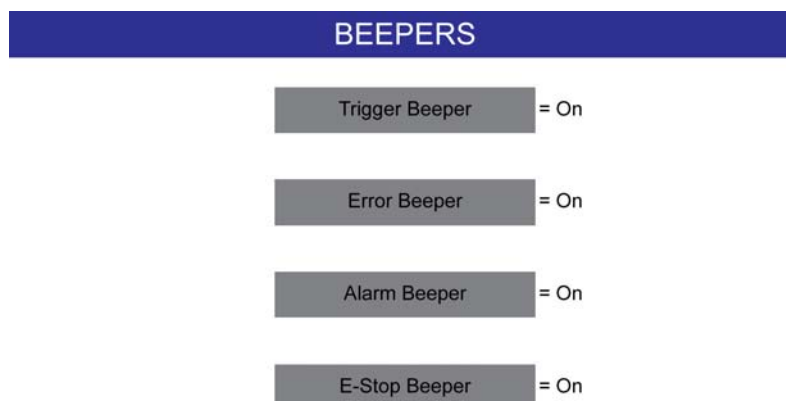 BEEPERS
Trigger Beeper = On
Error Beeper = On
Alarm Beeper = On
E-Stop Beeper = On